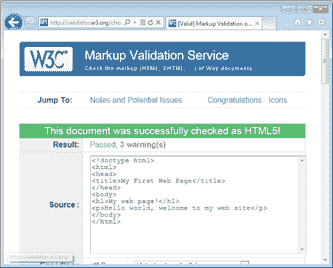 http://validator.w3.org/che
[Valid] Markup Validation o...
W3C Markup Validation Service
Check the markup (HTML, XHTML, ...) of Web documents
Jump To: Notes and Potential Issues Congratulations Icons
This document was successfully checked as HTML5!
Result: Passed, 3 warning(s)
Source :
<!doctype html>
<html>
<head>
<title>My First Web Page</title>
</head>
<body>
<h1>My web page!</h1>
<p>Hello world, welcome to my web site</p>
</body>
</html>